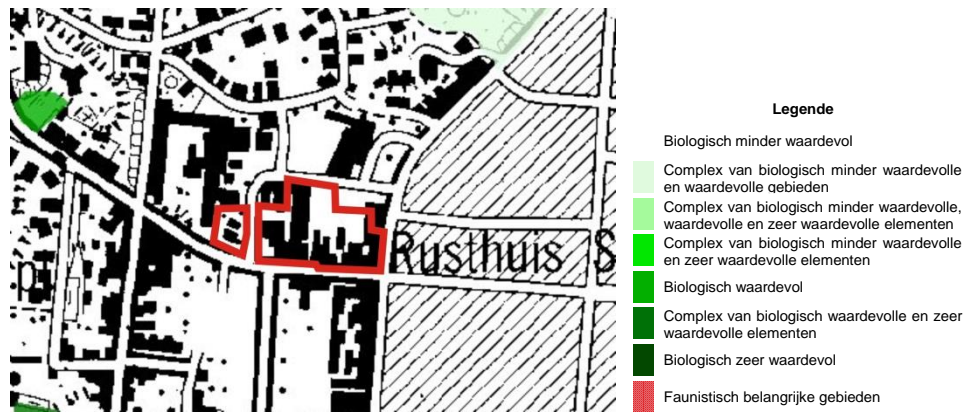 Rusthuis S
p
Legende
Biologisch minder waardevol
Complex van biologisch minder waardevolle
en waardevolle gebieden
Complex van biologisch minder waardevolle,
waardevolle en zeer waardevolle elementen
Complex van biologisch minder waardevolle
en zeer waardevolle elementen
Biologisch waardevol
Complex van biologisch waardevolle en zeer
waardevolle elementen
Biologisch zeer waardevol
Faunistisch belangrijke gebieden